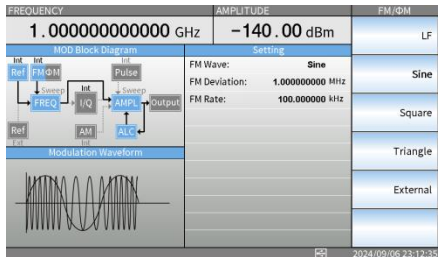 FREQUENCY
AMPLITUDE
FM/ΦM
1.000000000000 GHz
-140.00 dBm
LF
MOD Block Diagram
Setting
Int
Int
Int
Ref
FM ΦM
Pulse
FM Wave:
Sine
Sweep
Int
Sweep
FM Deviation:
1.000000000 MHz
Sine
FREQ
I/Q
AMPL
Output
FM Rate:
100.000000 kHz
Ref
AM
ALC
Square
Ext
Int
Modulation Waveform
Triangle
External
2024/09/06 23:12:35